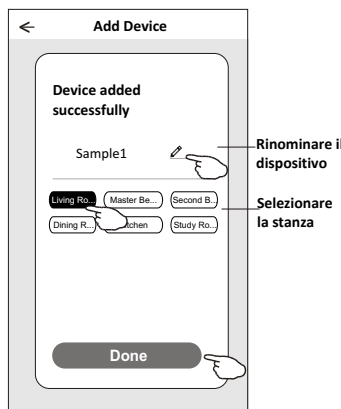 Add Device
Device added
successfully
Sample1
Rinominare il
dispositivo
Living Ro...
Master Be...
Second B...
Selezionare
la stanza
Dining R...
tchen
Study Ro...
Done